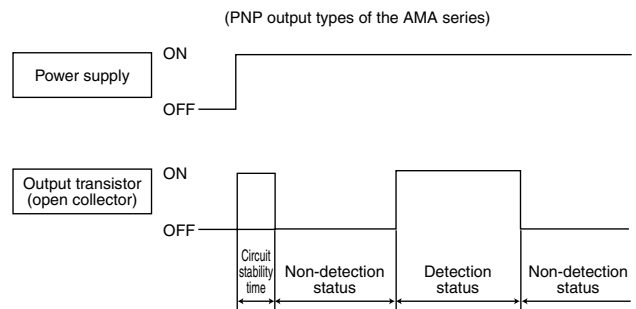 (PNP output types of the AMA series)
Power supply
ON
OFF
Output transistor
(open collector)
ON
OFF
Circuit
stability
time
Non-detection
status
Detection
status
Non-detection
status